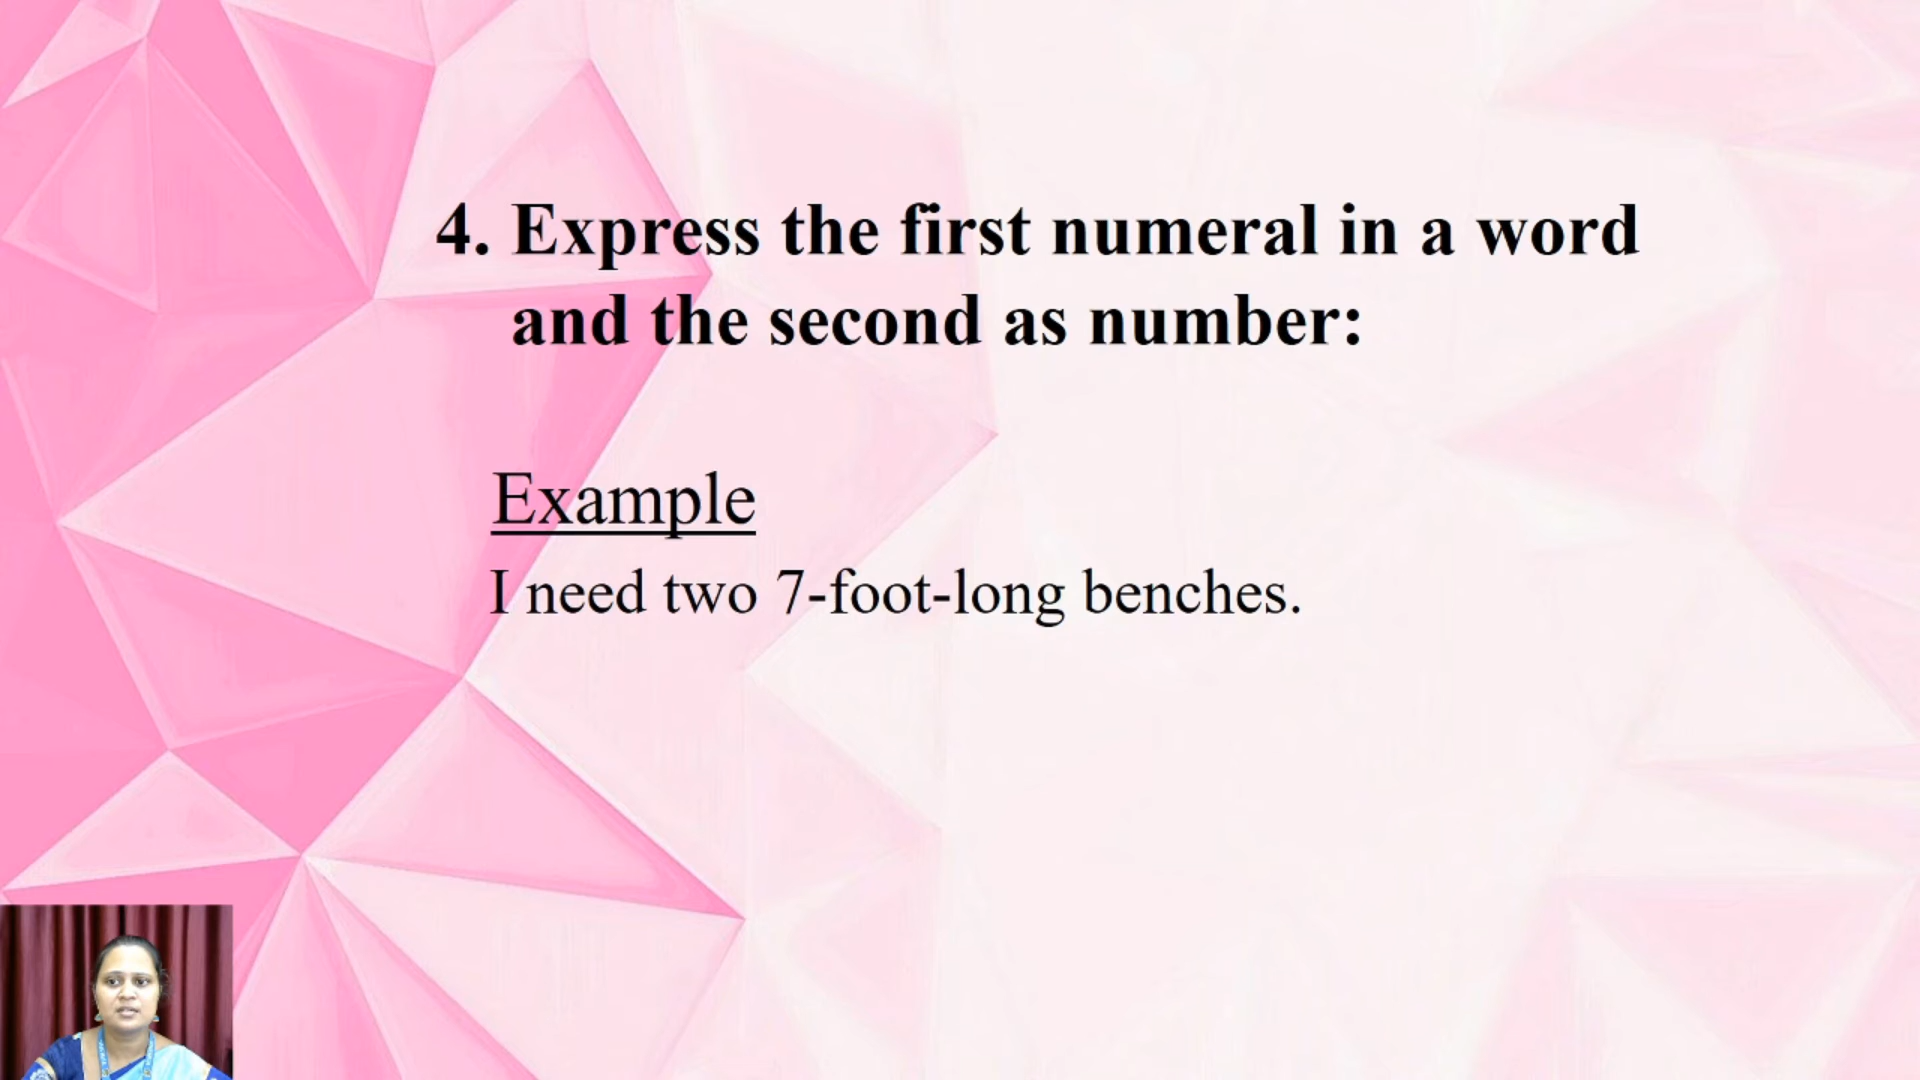 4. Express the first numeral in a word
and the second as number:
Example
I need two 7-foot-long benches.